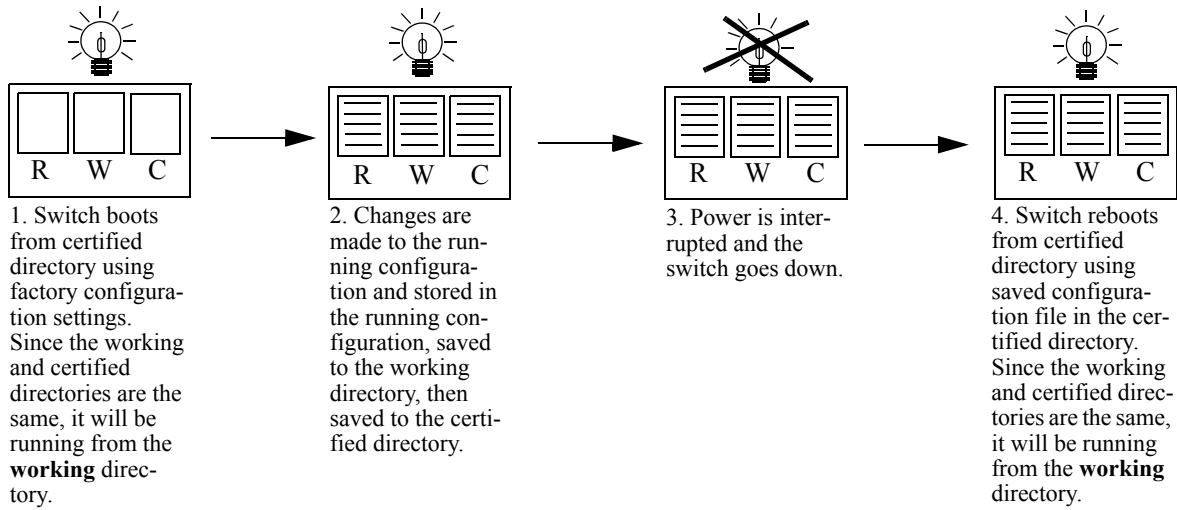 R W C
1. Switch boots
from certified
directory using
factory configura-
tion settings.
Since the working
and certified
directories are the
same, it will be
running from the
working direc-
tory.
R W C
2. Changes are
made to the run-
ning configura-
tion and stored in
the running con-
figuration, saved
to the working
directory, then
saved to the certi-
fied directory.
R W C
3. Power is inter-
rupted and the
switch goes down.
R W C
4. Switch reboots
from certified
directory using
saved configura-
tion file in the cer-
tified directory.
Since the working
and certified direc-
tories are the same,
it will be running
from the working
directory.